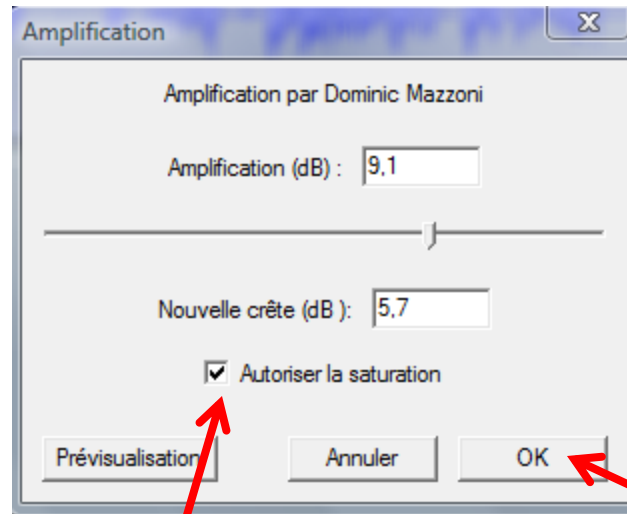 Amplification
Amplification par Dominic Mazzoni
Amplification (dB) : 9,1
Nouvelle crête (dB ): 5,7
Autoriser la saturation
Prévisualisation Annuler OK